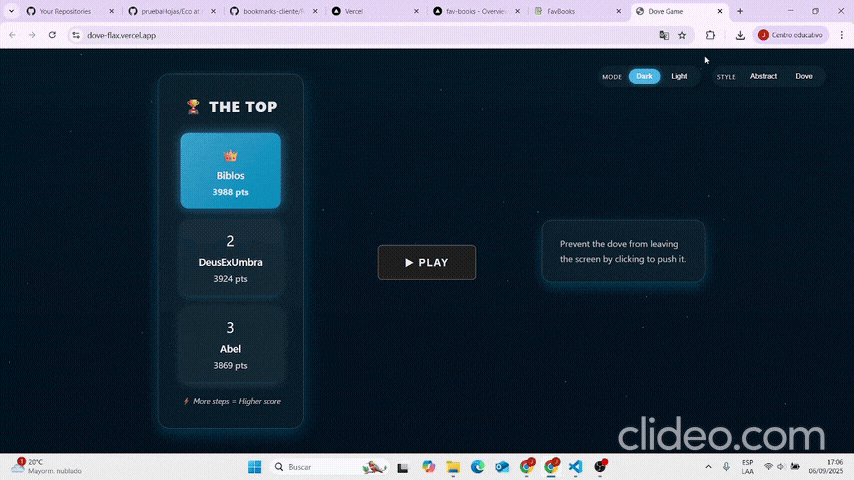 Your Repositories
pruebaHojas/Eco at
bookmarks-cliente/
Vercel
fav-books - Overview
FavBooks
Dove Game
dove-flax.vercel.app
Centro educativo
MODE Dark Light STYLE Abstract Dove
THE TOP
Biblos
3988 pts
2
DeusExUmbra
3924 pts
3
Abel
3869 pts
More steps = Higher score
▶ PLAY
Prevent the dove from leaving
the screen by clicking to push it.
clideo.com
20°C
Mayorm. nublado
Buscar
ESP
LAA
17:06
06/09/2025